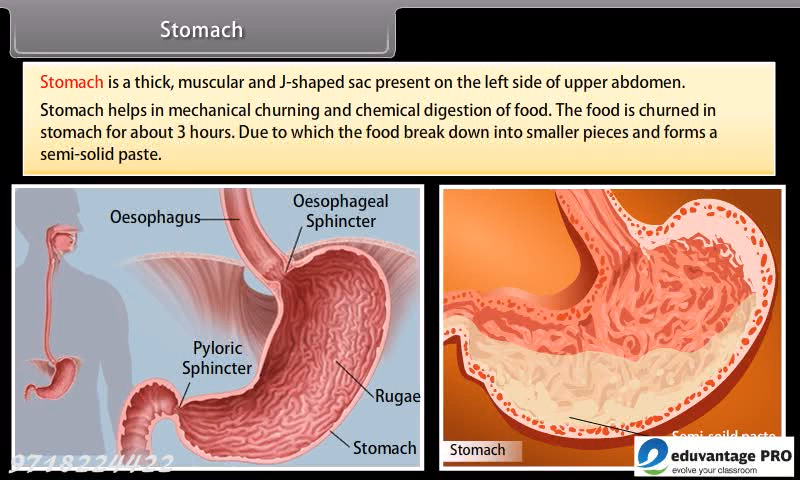 Stomach
Stomach is a thick, muscular and J-shaped sac present on the left side of upper abdomen.
Stomach helps in mechanical churning and chemical digestion of food. The food is churned in
stomach for about 3 hours. Due to which the food break down into smaller pieces and forms a
semi-solid paste.
Oesophagus
Oesophageal
Sphincter
Pyloric
Sphincter
Rugae
Stomach
9718224422
Stomach
eduvantage PRO
evolve your classroom